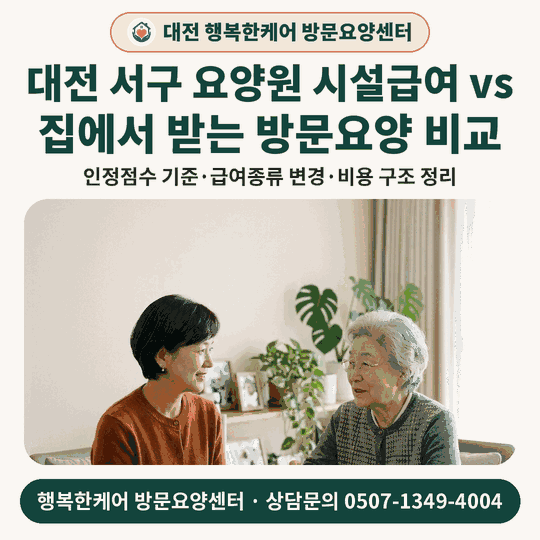 대전 행복한케어 방문요양센터
대전 서구 요양원 시설급여 vs
집에서 받는 방문요양 비교
인정점수 기준·급여종류 변경·비용 구조 정리
행복한케어 방문요양센터 · 상담문의 0507-1349-4004